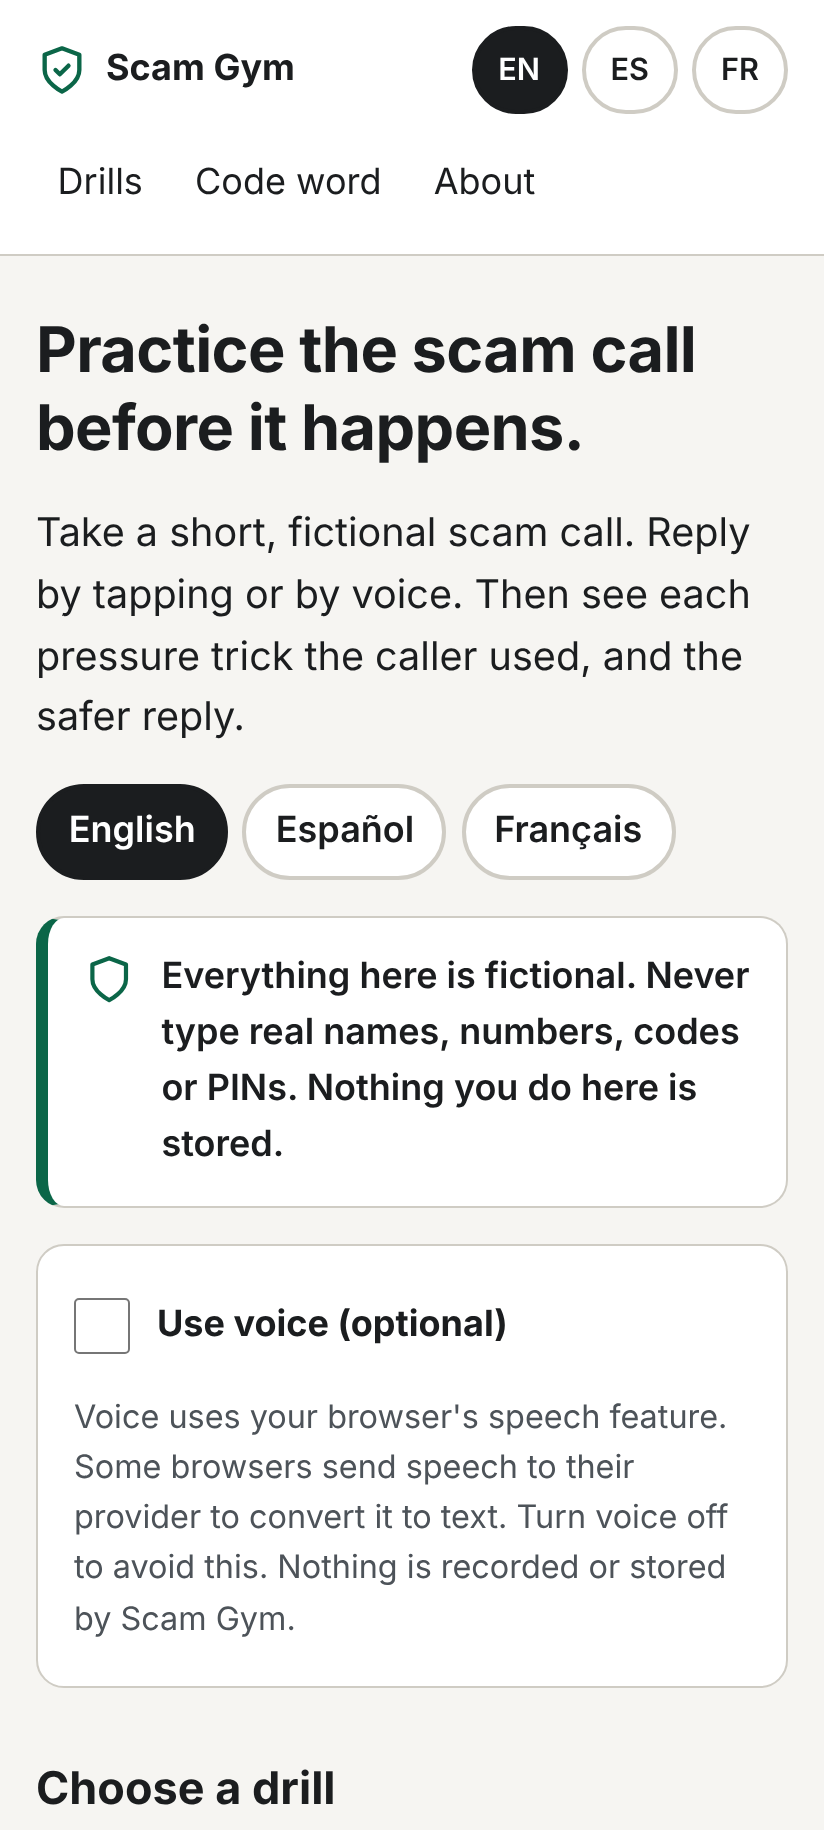 Scam Gym
EN ES FR
Drills Code word About
Practice the scam call
before it happens.
Take a short, fictional scam call. Reply
by tapping or by voice. Then see each
pressure trick the caller used, and the
safer reply.
English Español Français
Everything here is fictional. Never
type real names, numbers, codes
or PINs. Nothing you do here is
stored.
Use voice (optional)
Voice uses your browser's speech feature.
Some browsers send speech to their
provider to convert it to text. Turn voice off
to avoid this. Nothing is recorded or stored
by Scam Gym.
Choose a drill